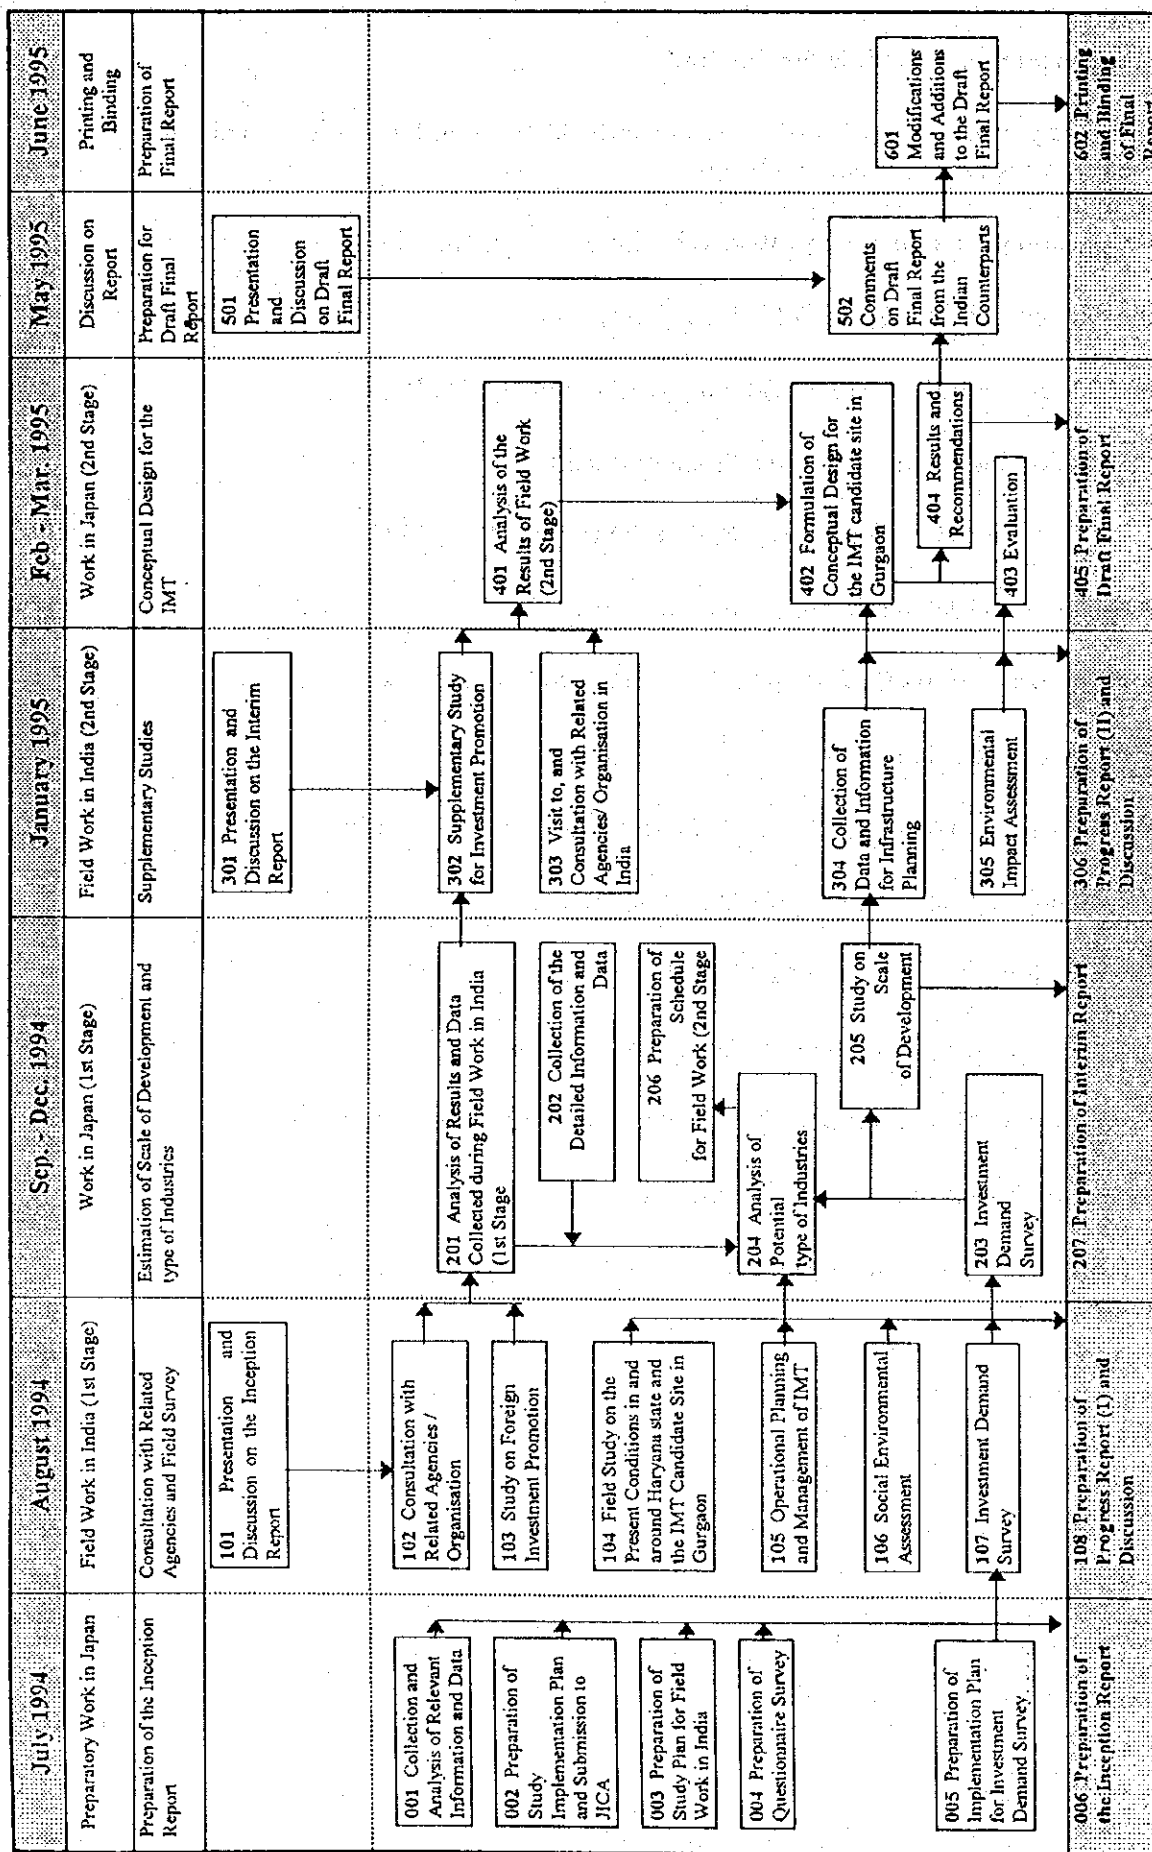 July 1994
Preparatory Work in Japan
Preparation of the Inception
Report
001 Collection and
Analysis of Relevant
Information and Data
002 Preparation of
Study
Implementation Plan
and Submission to
JICA
003 Preparation of
Study Plan for Field
Work in India
004 Preparation of
Questionnaire Survey
005 Preparation of
Implementation Plan
for Investment
Demand Survey
006 Preparation of
the Inception Report
August 1994
Field Work in India (1st Stage)
Consultation with Related
Agencies and Field Survey
101 Presentation and
Discussion on the Inception
Report
102 Consultation with
Related Agencies /
Organisation
103 Study on Foreign
Investment Promotion
104 Field Study on the
Present Conditions in and
around Haryana state and
the IMT Candidate Site in
Gurgaon
105 Operational Planning
and Management of IMT
106 Social Environmental
Assessment
107 Investment Demand
Survey
108 Preparation of
Progress Report (1) and
Discussion
Sep. - Dec. 1994
Work in Japan (1st Stage)
Estimation of Scale of Development and
type of Industries
201 Analysis of Results and Data
Collected during Field Work in India
(1st Stage)
202 Collection of the
Detailed Information and
Data
206 Preparation of
Schedule
for Field Work (2nd Stage)
204 Analysis of
Potential
type of Industries
205 Study on
Scale
of Development
203 Investment
Demand
Survey
207 Preparation of Interim Report
January 1995
Field Work in India (2nd Stage)
Supplementary Studies
301 Presentation and
Discussion on the Interim
Report
302 Supplementary Study
for Investment Promotion
303 Visit to, and
Consultation with Related
Agencies/ Organisation in
India
304 Collection of
Data and Information
for Infrastructure
Planning
305 Environmental
Impact Assessment
306 Preparation of
Progress Report (II) and
Discussion
Feb - Mar. 1995
Work in Japan (2nd Stage)
Conceptual Design for the
IMT
401 Analysis of the
Results of Field Work
(2nd Stage)
402 Formulation of
Conceptual Design for
the IMT candidate site in
Gurgaon
404 Results and
Recommendations
403 Evaluation
405 Preparation of
Draft Final Report
May 1995
Discussion on
Report
Preparation for
Draft Final
Report
501
Presentation
and
Discussion
on Draft
Final Report
502
Comments
on Draft
Final Report
from the
Indian
Counterparts
June 1995
Printing and
Binding
Preparation of
Final Report
601
Modifications
and Additions
to the Draft
Final Report
602 Printing
and Binding
of Final
Report